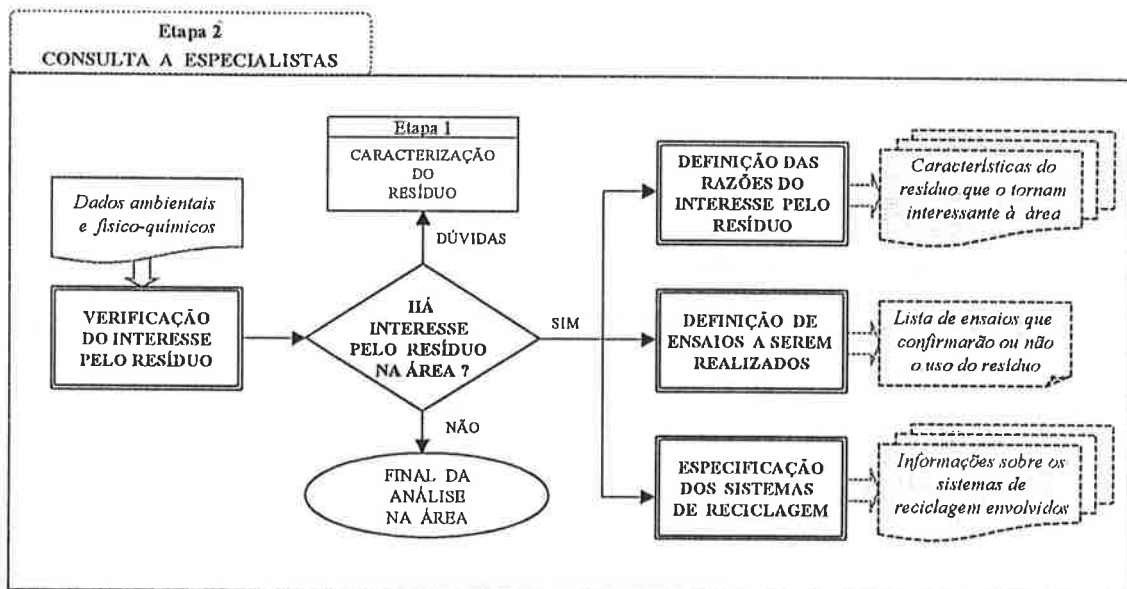 Etapa 2
CONSULTA A ESPECIALISTAS
Dados ambientais
e físico-químicos
VERIFICAÇÃO
DO INTERESSE
PELO RESÍDUO
Etapa 1
CARACTERIZAÇÃO
DO
RESÍDUO
DÚVIDAS
HÁ
INTERESSE
PELO RESÍDUO
NA ÁREA ?
SIM
NÃO
FINAL DA
ANÁLISE
NA ÁREA
DEFINIÇÃO DAS
RAZÕES DO
INTERESSE PELO
RESÍDUO
Características do
resíduo que o tornam
interessante à área
DEFINIÇÃO DE
ENSAIOS A SEREM
REALIZADOS
Lista de ensaios que
confirmarão ou não
o uso do resíduo
ESPECIFICAÇÃO
DOS SISTEMAS
DE RECICLAGEM
Informações sobre os
sistemas de
reciclagem envolvidos